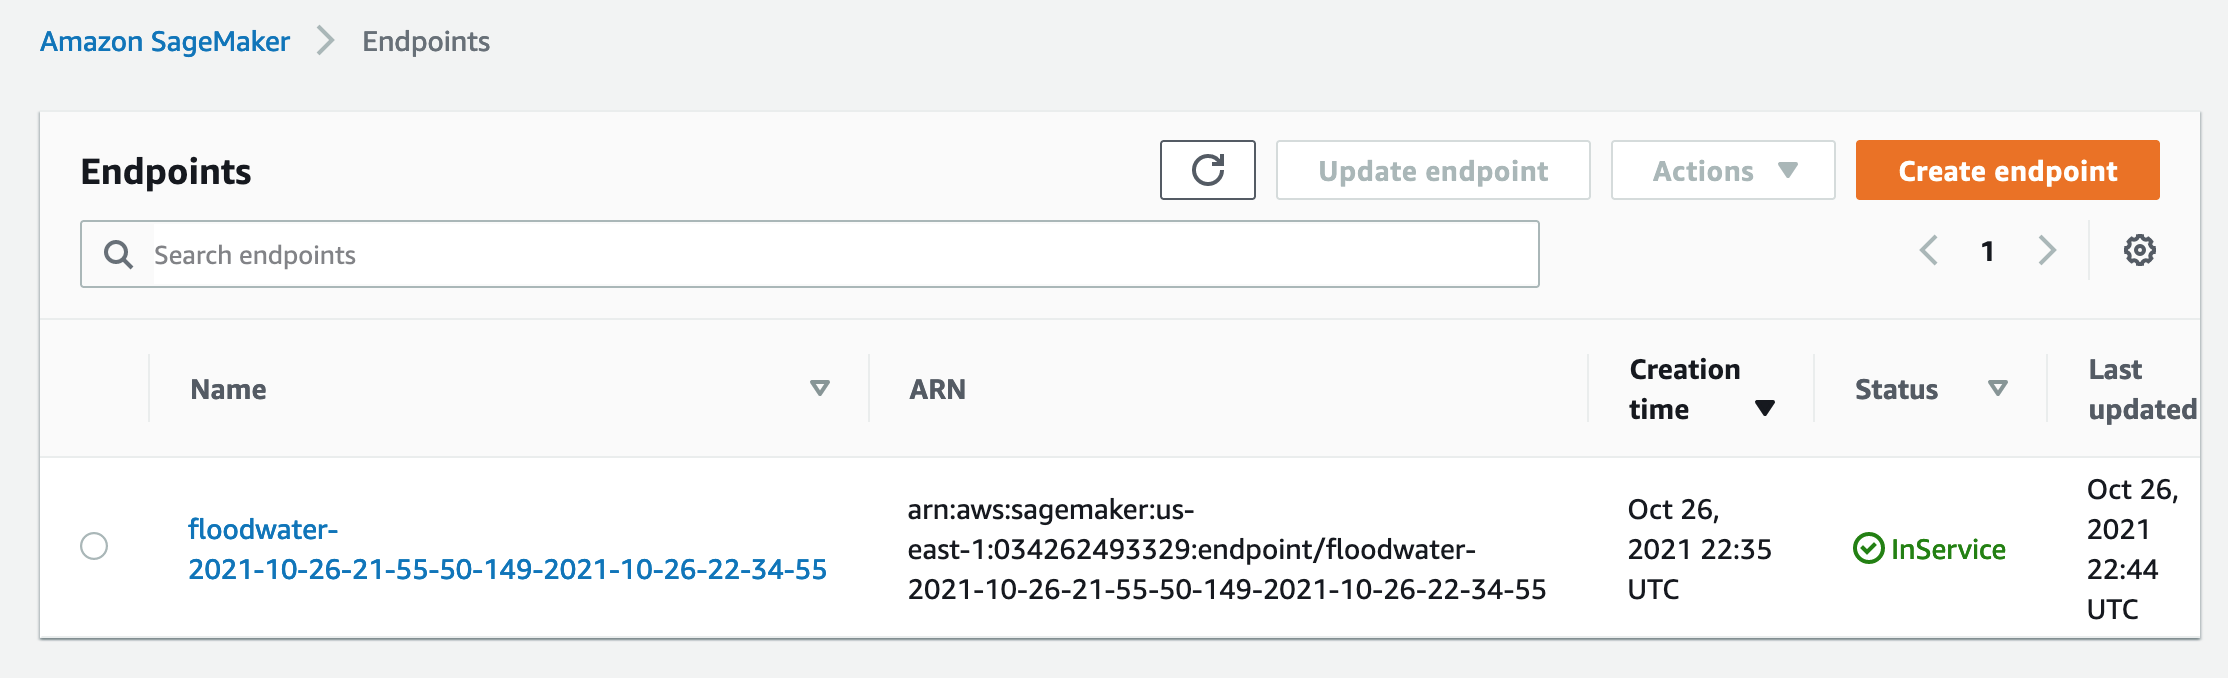 Amazon SageMaker Endpoints
Endpoints
Update endpoint
Actions
Create endpoint
Search endpoints
1
Name
ARN
Creation
time
Status
Last
updated
floodwater-
2021-10-26-21-55-50-149-2021-10-26-22-34-55
arn:aws:sagemaker:us-
east-1:034262493329:endpoint/floodwater-
2021-10-26-21-55-50-149-2021-10-26-22-34-55
Oct 26,
2021 22:35
UTC
InService
Oct 26,
2021
22:44
UTC